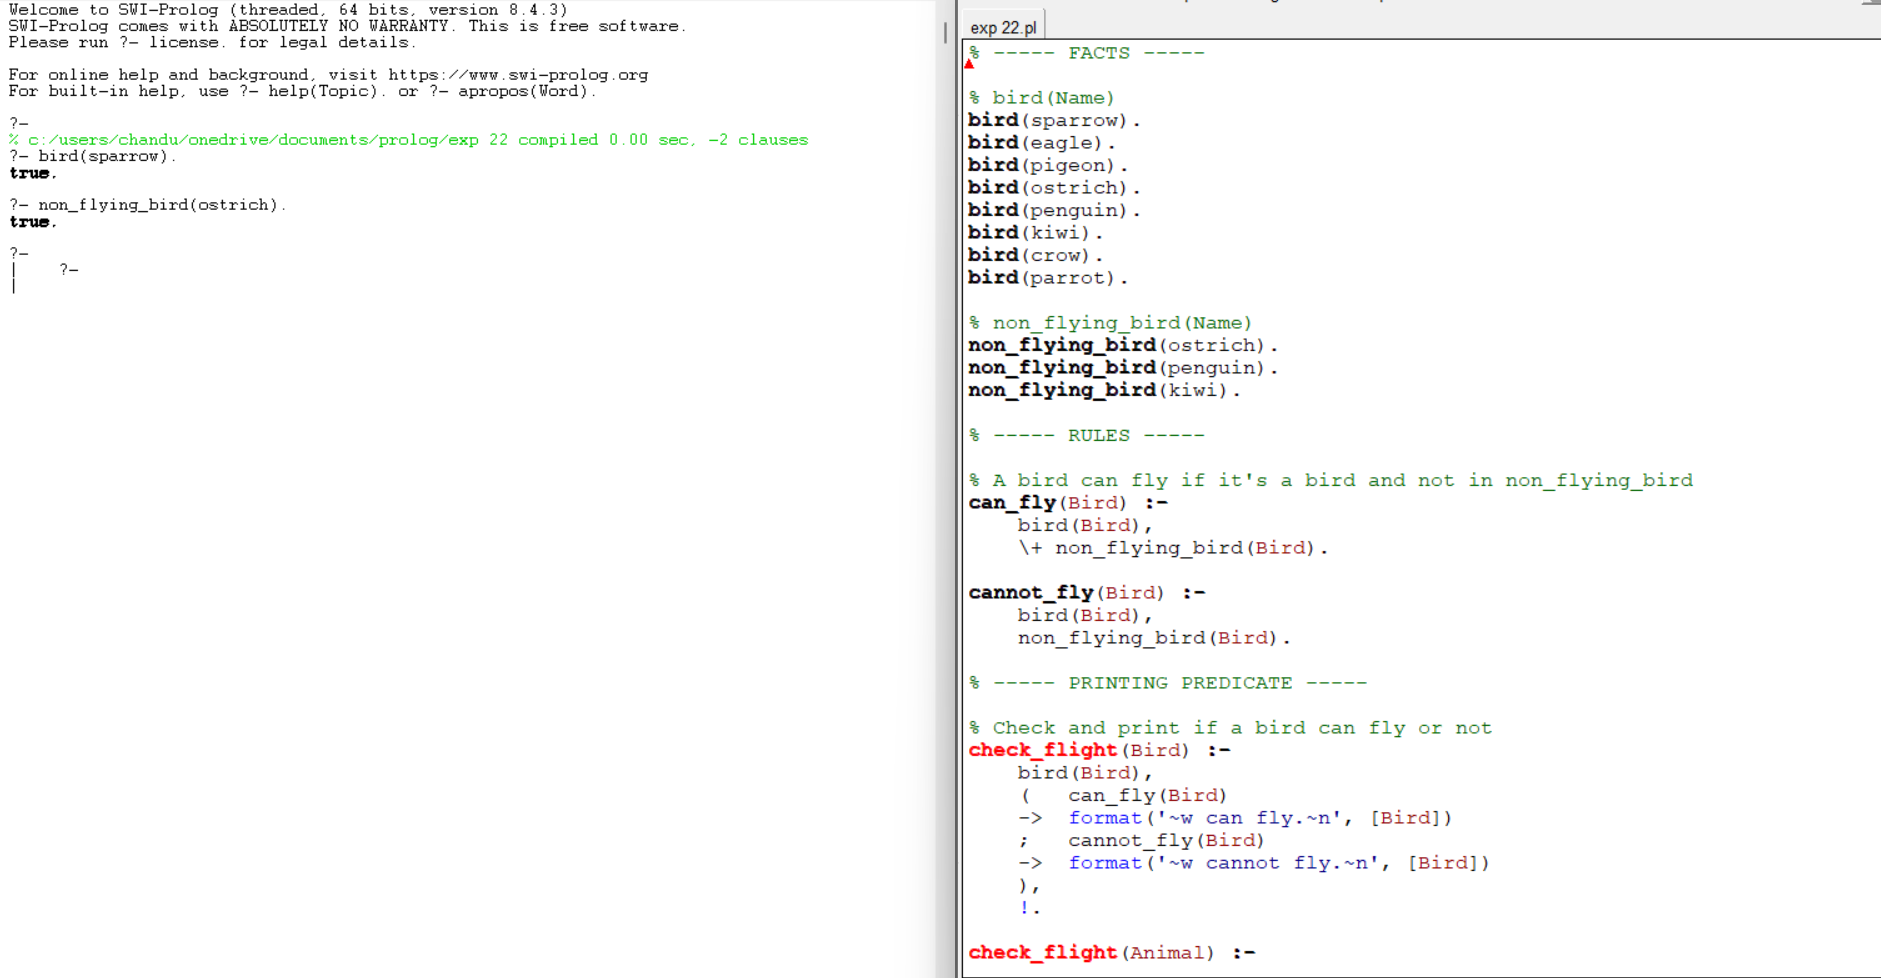 Welcome to SWI-Prolog (threaded, 64 bits, version 8.4.3)
SWI-Prolog comes with ABSOLUTELY NO WARRANTY. This is free software.
Please run ?- license. for legal details.
For online help and background, visit https://www.swi-prolog.org
For built-in help, use ?- help(Topic). or ?- apropos(Word).
?-
% c:/users/chandu/onedrive/documents/prolog/exp 22 compiled 0.00 sec, -2 clauses
?- bird(sparrow).
true.
?- non_flying_bird(ostrich).
true.
?-
|    ?-
|
exp 22.pl
% ----- FACTS -----
% bird(Name)
bird(sparrow).
bird(eagle).
bird(pigeon).
bird(ostrich).
bird(penguin).
bird(kiwi).
bird(crow).
bird(parrot).
% non_flying_bird(Name)
non_flying_bird(ostrich).
non_flying_bird(penguin).
non_flying_bird(kiwi).
% ----- RULES -----
% A bird can fly if it's a bird and not in non_flying_bird
can_fly(Bird) :-
    bird(Bird),
    \+ non_flying_bird(Bird).
cannot_fly(Bird) :-
    bird(Bird),
    non_flying_bird(Bird).
% ----- PRINTING PREDICATE -----
% Check and print if a bird can fly or not
check_flight(Bird) :-
    bird(Bird),
    (   can_fly(Bird)
    ->  format('~w can fly.~n', [Bird])
    ;   cannot_fly(Bird)
    ->  format('~w cannot fly.~n', [Bird])
    ),
    !.
check_flight(Animal) :-